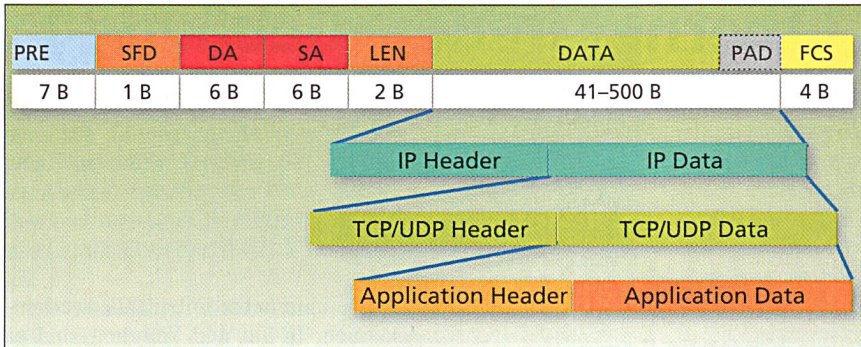 PRE SFD DA SA LEN DATA PAD FCS
7 B 1 B 6 B 6 B 2 B 41–500 B 4 B
IP Header IP Data
TCP/UDP Header TCP/UDP Data
Application Header Application Data